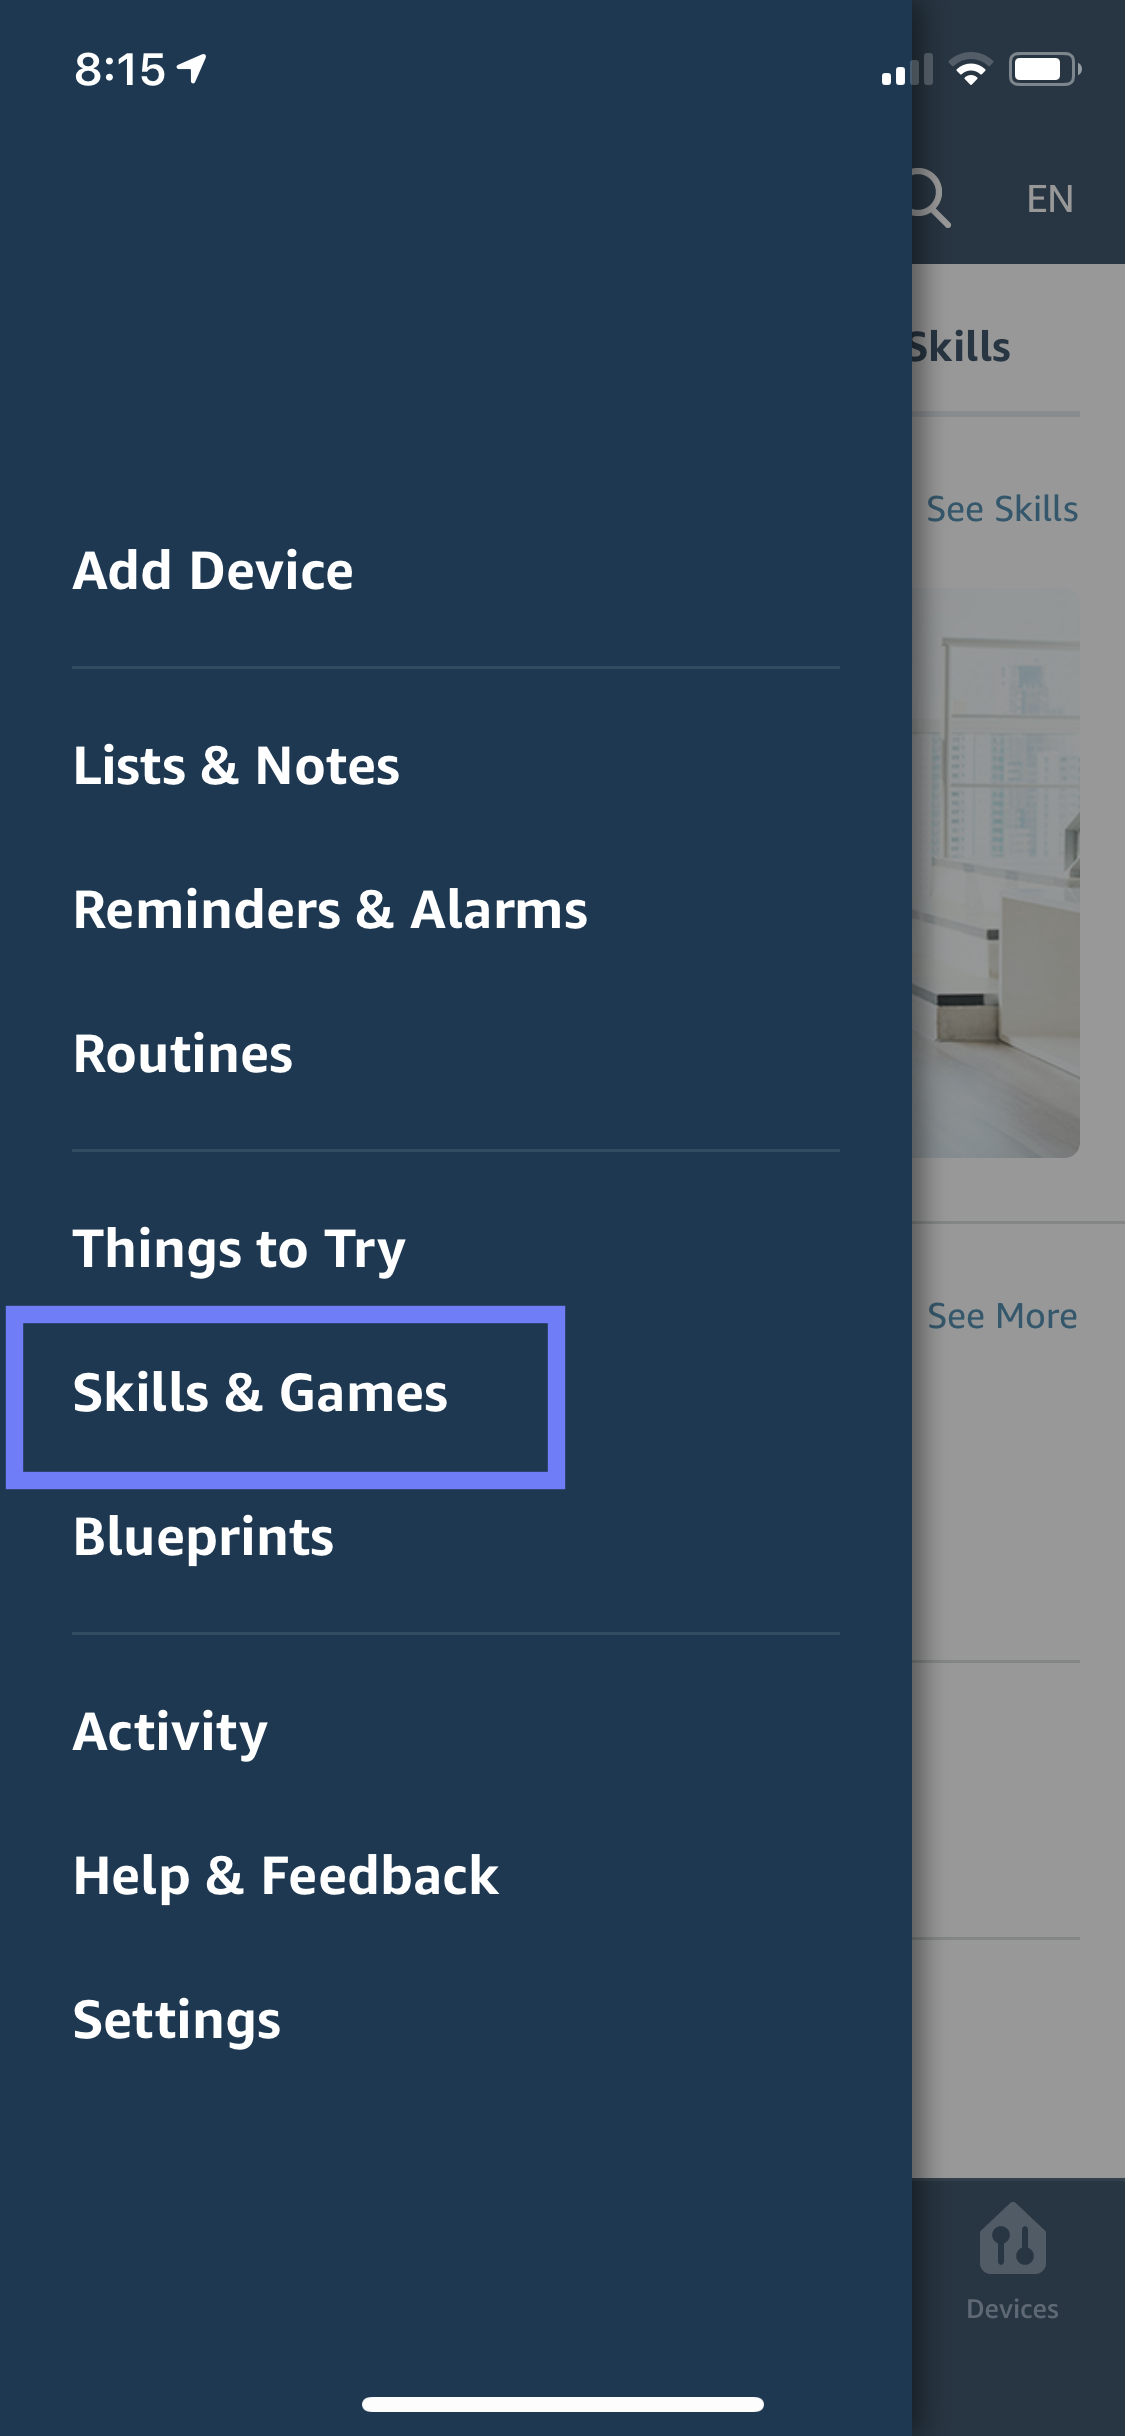 8:15
EN
Skills
See Skills
Add Device
Lists & Notes
Reminders & Alarms
Routines
Things to Try
See More
Skills & Games
Blueprints
Activity
Help & Feedback
Settings
Devices